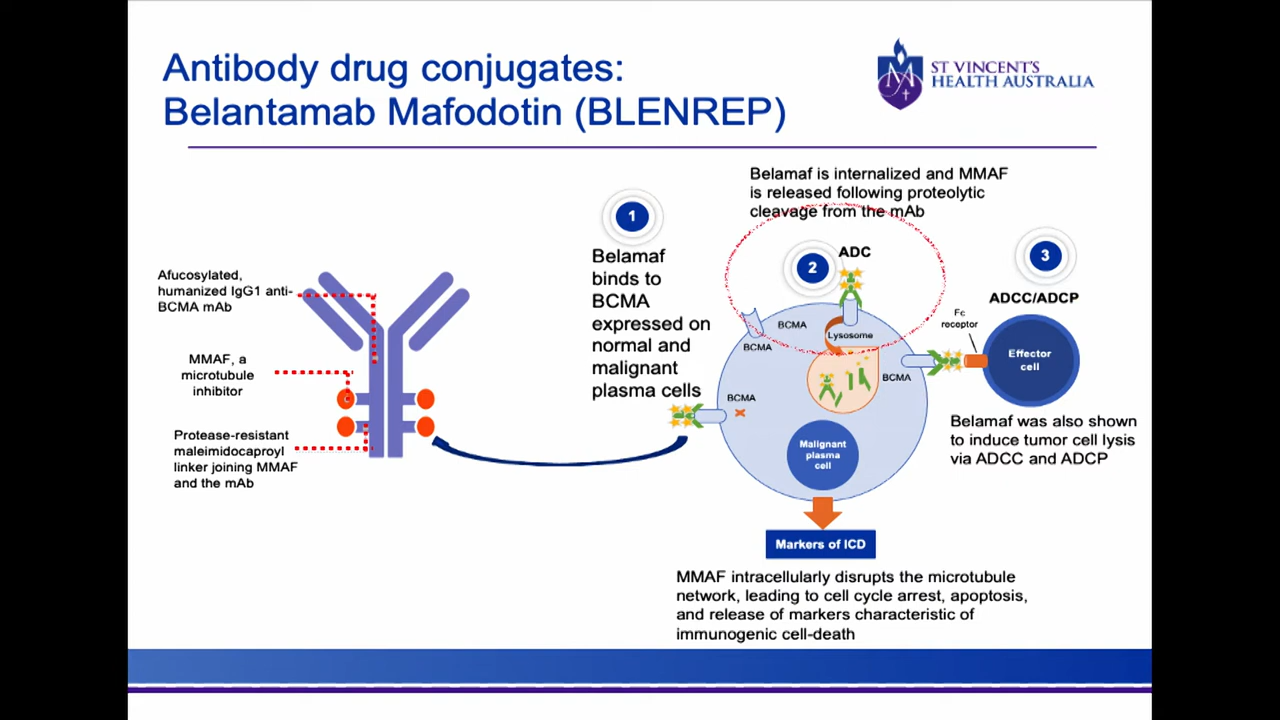 Antibody drug conjugates:
Belantamab Mafodotin (BLENREP)
ST VINCENT'S
HEALTH AUSTRALIA
Afucosylated,
humanized IgG1 anti-
BCMA mAb
MMAF, a
microtubule
inhibitor
Protease-resistant
maleimidocaproyl
linker joining MMAF
and the mAb
1
Belamaf
binds to
BCMA
expressed on
normal and
malignant
plasma cells
Belamaf is internalized and MMAF
is released following proteolytic
cleavage from the mAb
2
ADC
BCMA
BCMA
Lysosome
BCMA
BCMA
Malignant
plasma
cell
Markers of ICD
MMAF intracellularly disrupts the microtubule
network, leading to cell cycle arrest, apoptosis,
and release of markers characteristic of
immunogenic cell-death
3
ADCC/ADCP
Fc
receptor
Effector
cell
Belamaf was also shown
to induce tumor cell lysis
via ADCC and ADCP